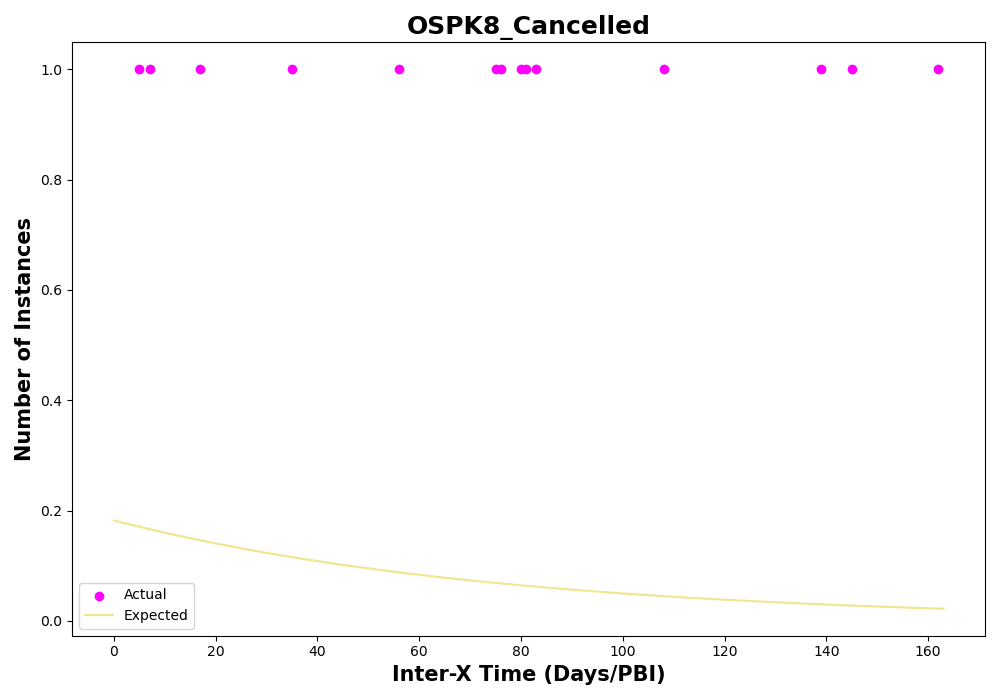 OSPK8_Cancelled
Number of Instances
1.0
0.8
0.6
0.4
0.2
0.0
Actual
Expected
0 20 40 60 80 100 120 140 160
Inter-X Time (Days/PBI)